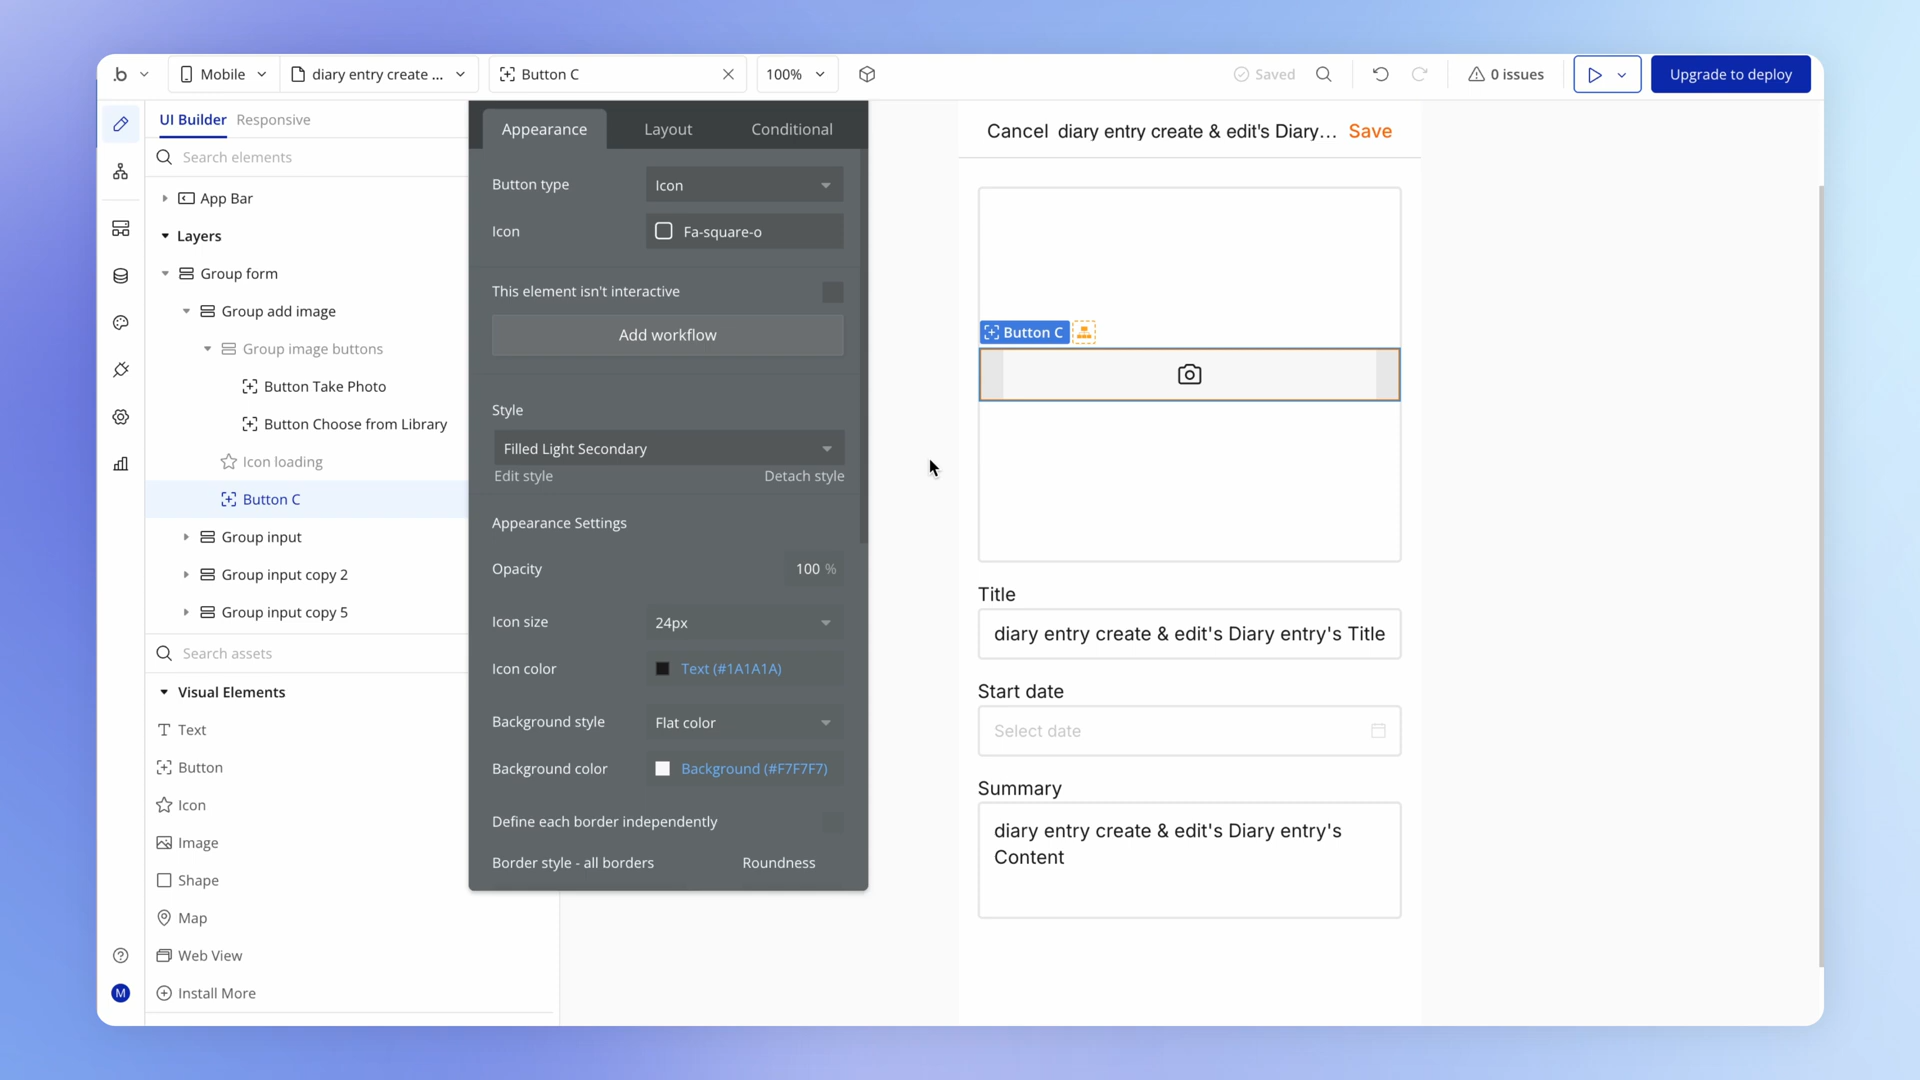 .b
Mobile
diary entry create ...
Button C
100%
Saved
0 issues
Upgrade to deploy
UI Builder
Responsive
Search elements
App Bar
Layers
Group form
Group add image
Group image buttons
Button Take Photo
Button Choose from Library
Icon loading
Button C
Group input
Group input copy 2
Group input copy 5
Search assets
Visual Elements
Text
Button
Icon
Image
Shape
Map
Web View
Install More
M
Appearance
Layout
Conditional
Button type
Icon
Icon
Fa-square-o
This element isn't interactive
Add workflow
Style
Filled Light Secondary
Edit style
Detach style
Appearance Settings
Opacity
100 %
Icon size
24px
Icon color
Text (#1A1A1A)
Background style
Flat color
Background color
Background (#F7F7F7)
Define each border independently
Border style - all borders
Roundness
Cancel
diary entry create & edit's Diary...
Save
Button C
Title
diary entry create & edit's Diary entry's Title
Start date
Select date
Summary
diary entry create & edit's Diary entry's
Content